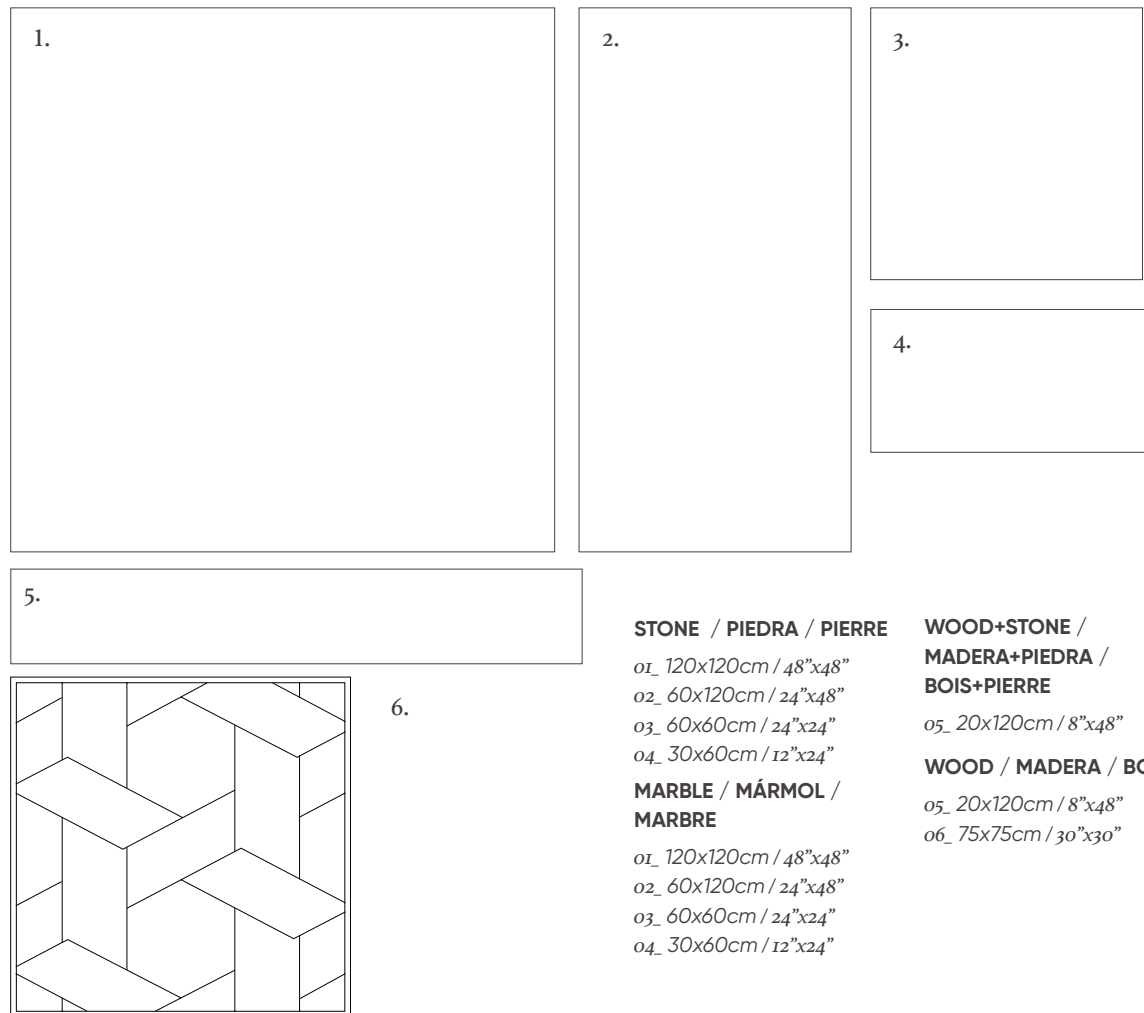 1.
2.
3.
4.
5.
6.
STONE / PIEDRA / PIERRE
01_ 120x120cm / 48”x48”
02_ 60x120cm / 24”x48”
03_ 60x60cm / 24”x24”
04_ 30x60cm / 12”x24”
MARBLE / MÁRMOL /
MARBRE
01_ 120x120cm / 48”x48”
02_ 60x120cm / 24”x48”
03_ 60x60cm / 24”x24”
04_ 30x60cm / 12”x24”
WOOD+STONE /
MADERA+PIEDRA /
BOIS+PIERRE
05_ 20x120cm / 8”x48”
WOOD / MADERA /
05_ 20x120cm / 8”x48”
06_ 75x75cm / 30”x30”